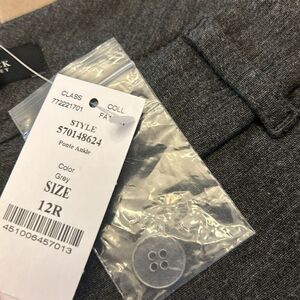 CLASS
772221701
COLL
FA
STYLE
570148624
Ponte Ankle
Color
Grey
SIZE
12R
451006457013